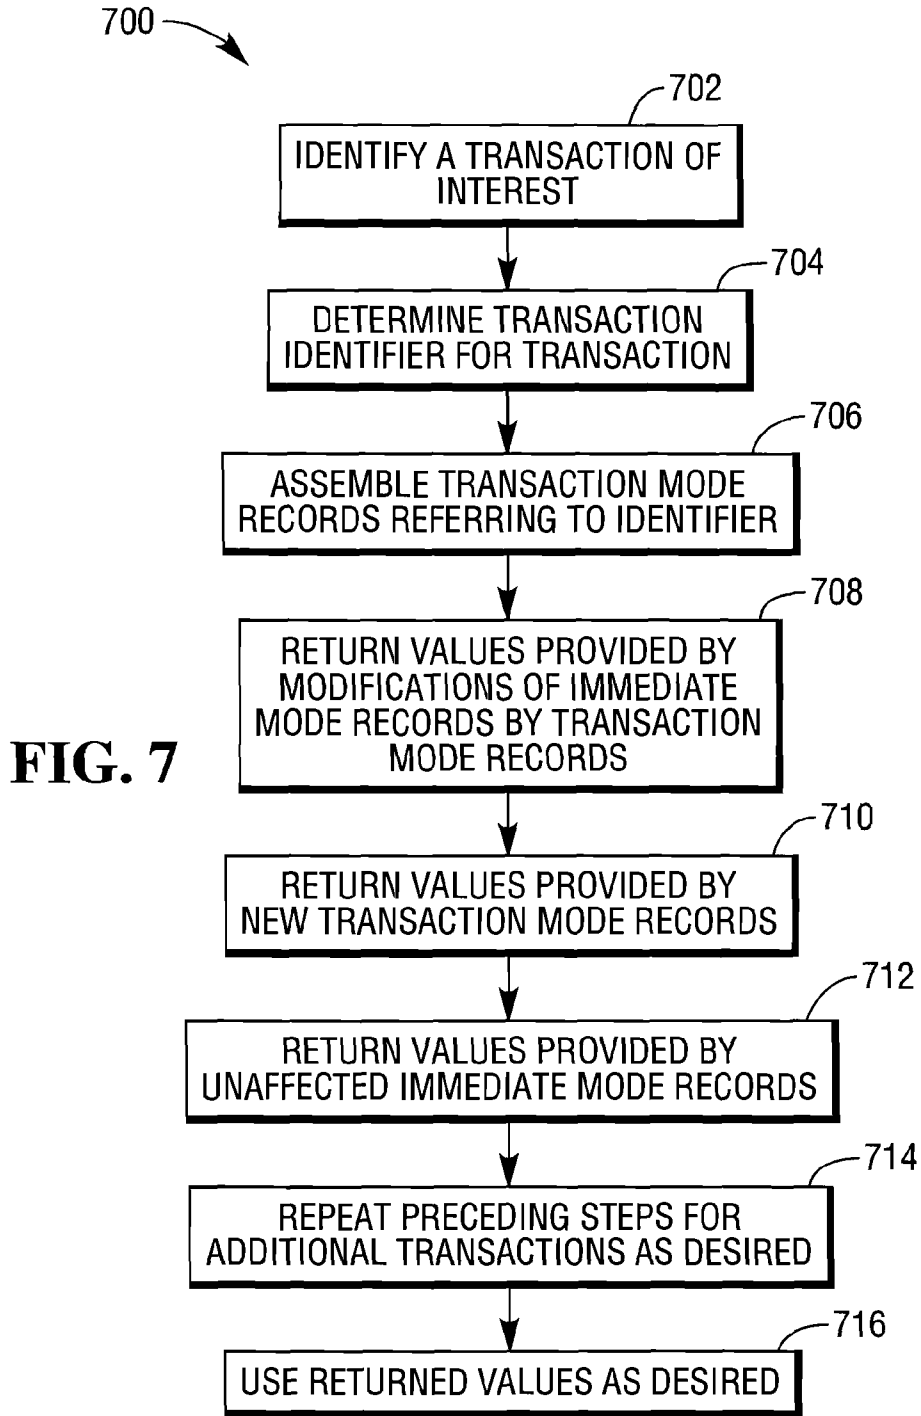 700
702
IDENTIFY A TRANSACTION OF
INTEREST
704
DETERMINE TRANSACTION
IDENTIFIER FOR TRANSACTION
706
ASSEMBLE TRANSACTION MODE
RECORDS REFERRING TO IDENTIFIER
708
RETURN VALUES PROVIDED BY
MODIFICATIONS OF IMMEDIATE
MODE RECORDS BY TRANSACTION
MODE RECORDS
FIG. 7
710
RETURN VALUES PROVIDED BY
NEW TRANSACTION MODE RECORDS
712
RETURN VALUES PROVIDED BY
UNAFFECTED IMMEDIATE MODE RECORDS
714
REPEAT PRECEDING STEPS FOR
ADDITIONAL TRANSACTIONS AS DESIRED
716
USE RETURNED VALUES AS DESIRED